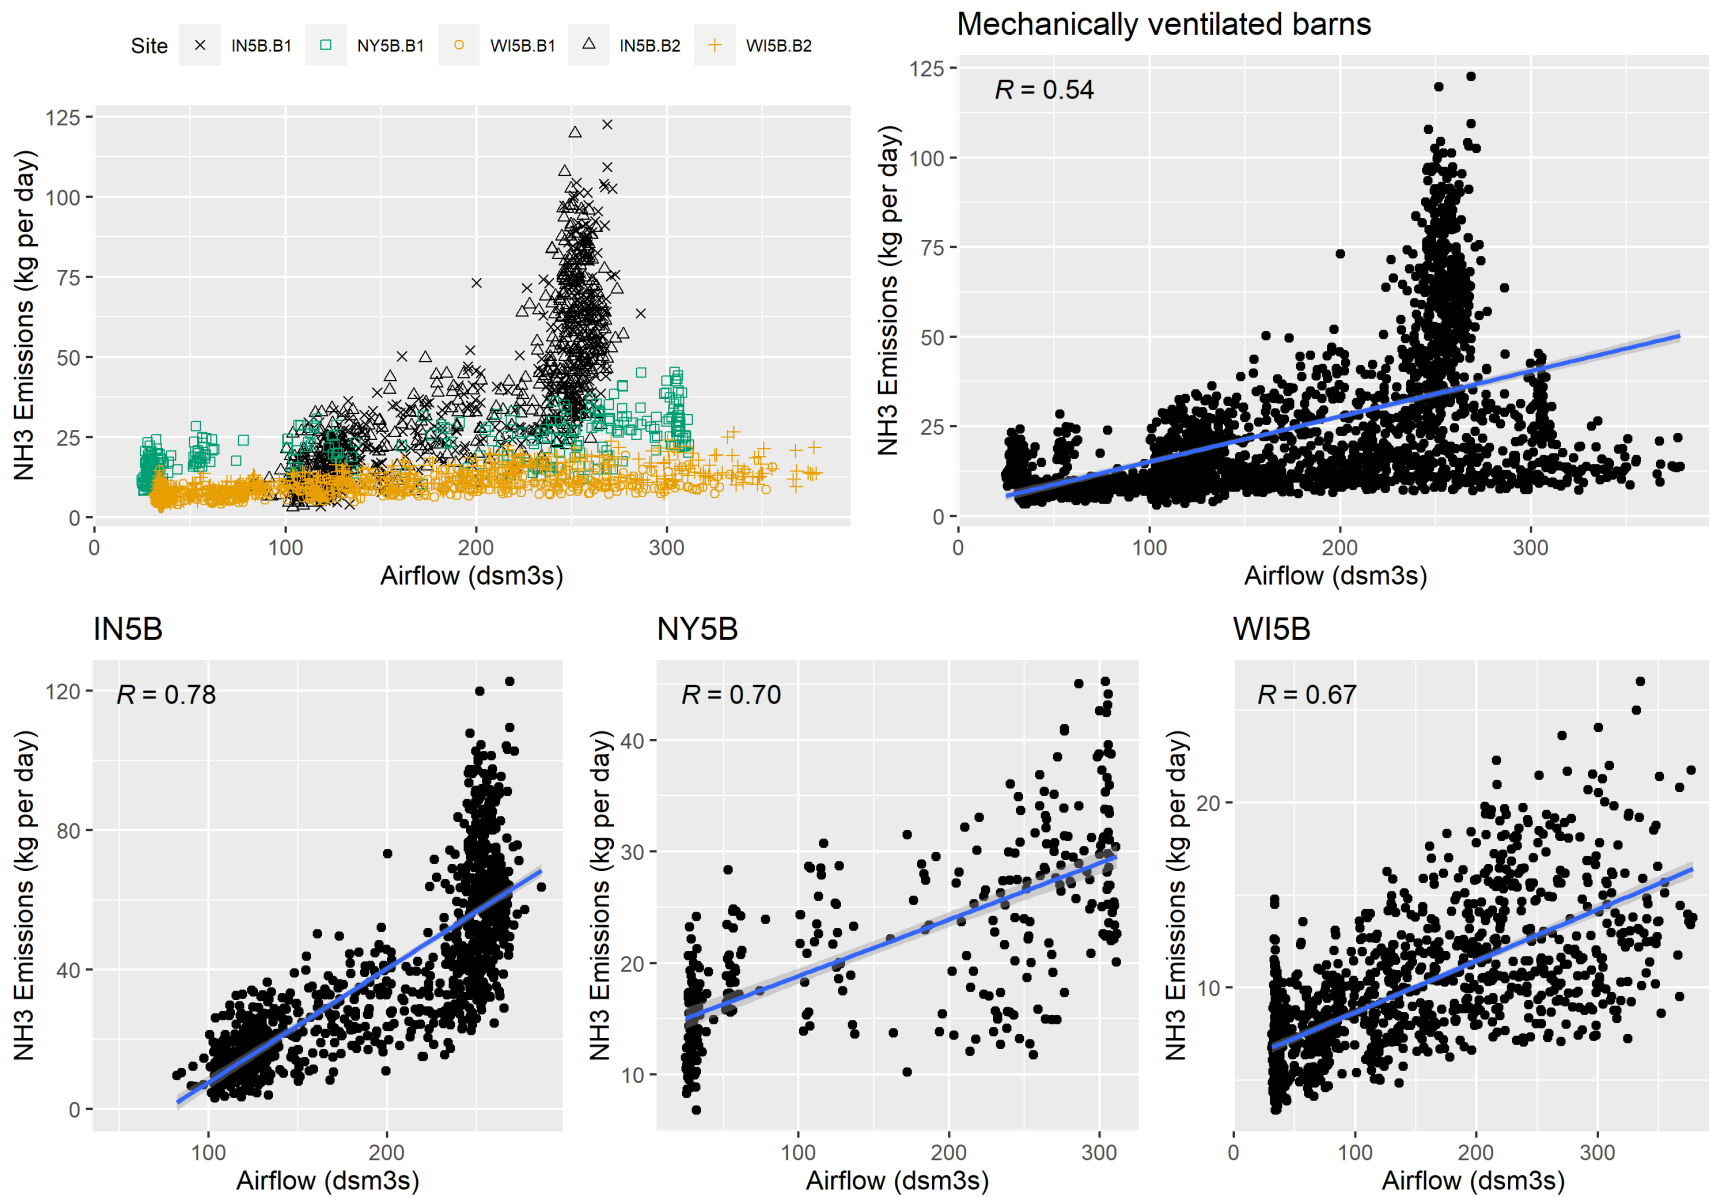 Site IN5B.B1 NY5B.B1 WI5B.B1 IN5B.B2 WI5B.B2
NH3 Emissions (kg per day)
125
100
75
50
25
0
0 100 200 300
Airflow (dsm3s)
Mechanically ventilated barns
R = 0.54
NH3 Emissions (kg per day)
125
100
75
50
25
0
0 100 200 300
Airflow (dsm3s)
IN5B
R = 0.78
NH3 Emissions (kg per day)
120
80
40
0
100 200
Airflow (dsm3s)
NY5B
R = 0.70
NH3 Emissions (kg per day)
40
30
20
10
100 200 300
Airflow (dsm3s)
WI5B
R = 0.67
NH3 Emissions (kg per day)
20
10
0 100 200 300
Airflow (dsm3s)